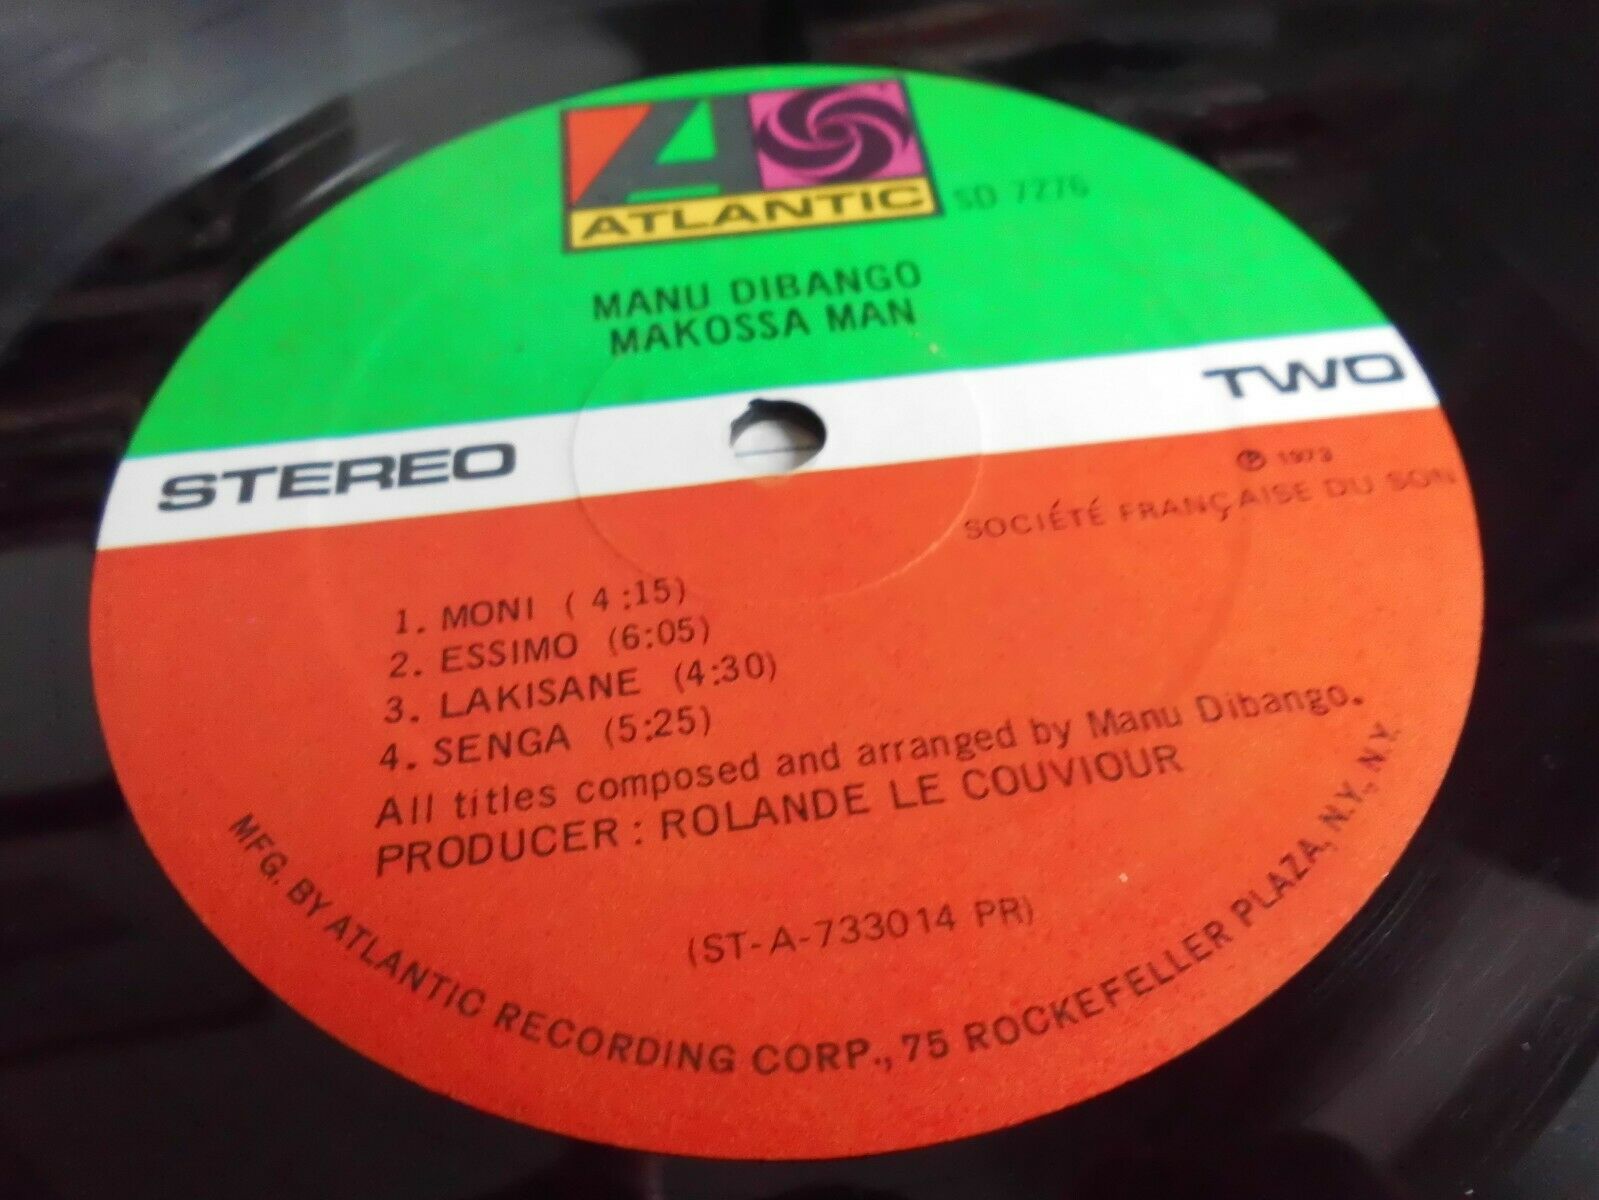 ATLANTIC
SD 7276
MANU DIBANGO
MAKOSSA MAN
STEREO
TWO
℗ 1973
SOCIÉTÉ FRANÇAISE DU SON
1. MONI ( 4:15)
2. ESSIMO (6:05)
3. LAKISANE (4:30)
4. SENGA (5:25)
All titles composed and arranged by Manu Dibango.
PRODUCER : ROLANDE LE COUVIOUR
(ST-A-733014 PR)
MFG. BY ATLANTIC RECORDING CORP., 75 ROCKEFELLER PLAZA, N.Y., N.Y.